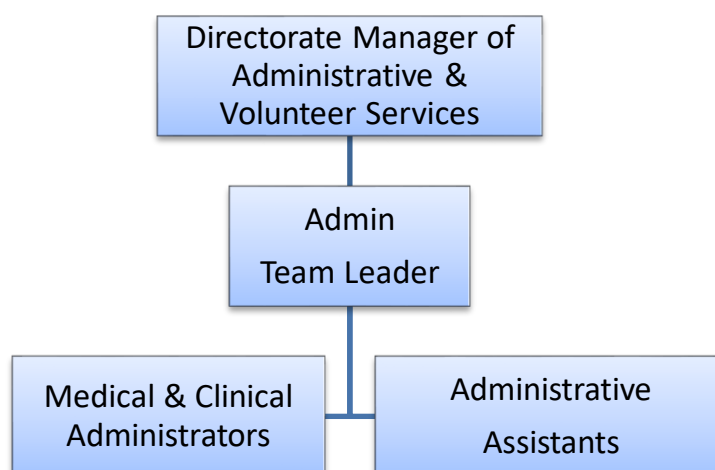 Directorate Manager of
Administrative &
Volunteer Services
Admin
Team Leader
Medical & Clinical
Administrators
Administrative
Assistants